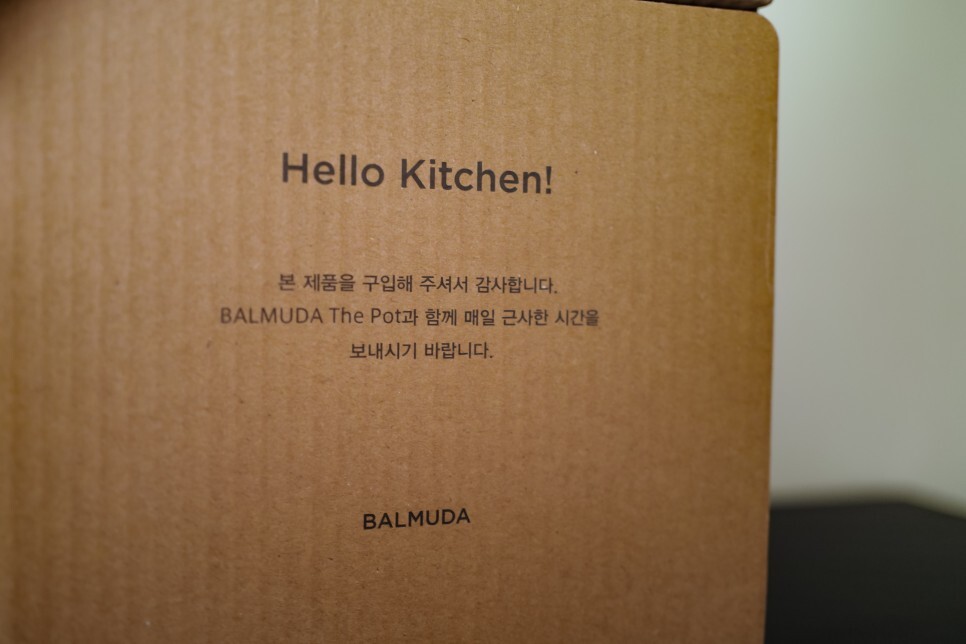 Hello Kitchen!
본 제품을 구입해 주셔서 감사합니다.
BALMUDA The Pot과 함께 매일 근사한 시간을
보내시기 바랍니다.
BALMUDA